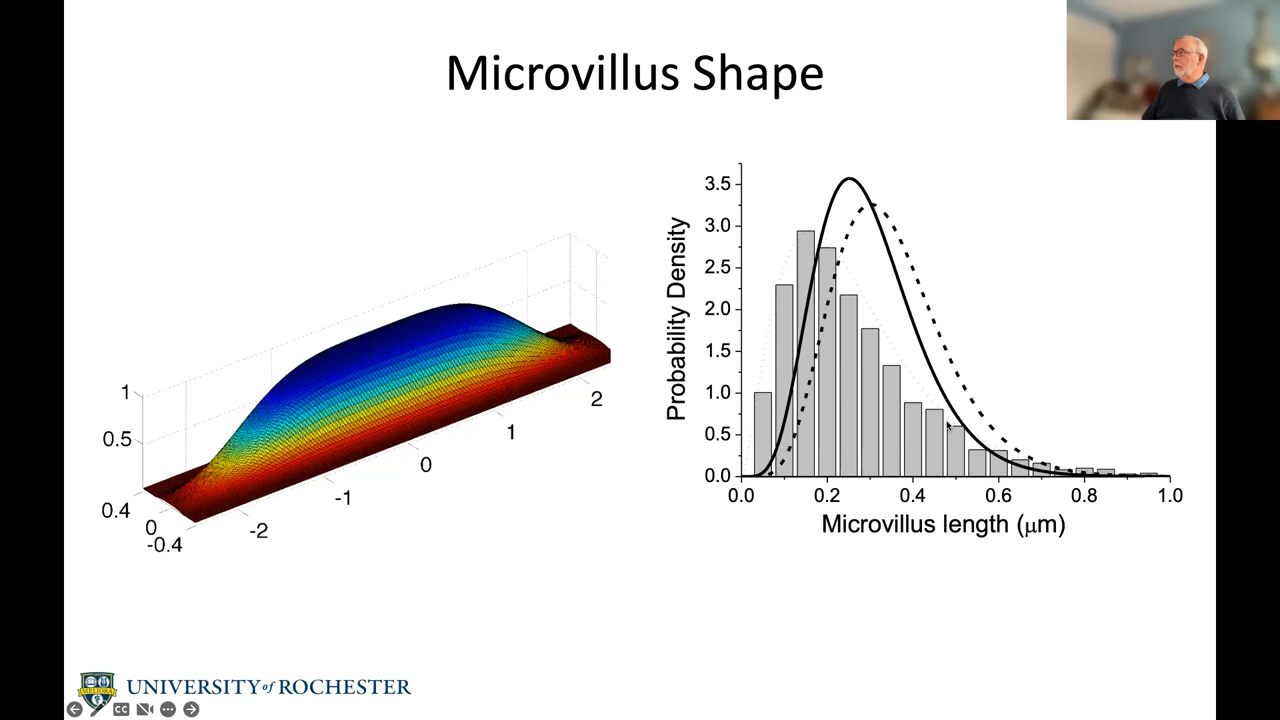 Microvillus Shape
1
0.5
0.4
0
-0.4
-2
-1
0
1
2
Probability Density
3.5
3.0
2.5
2.0
1.5
1.0
0.5
0.0
0.0 0.2 0.4 0.6 0.8 1.0
Microvillus length (μm)
MELIORA
UNIVERSITY of ROCHESTER
CC